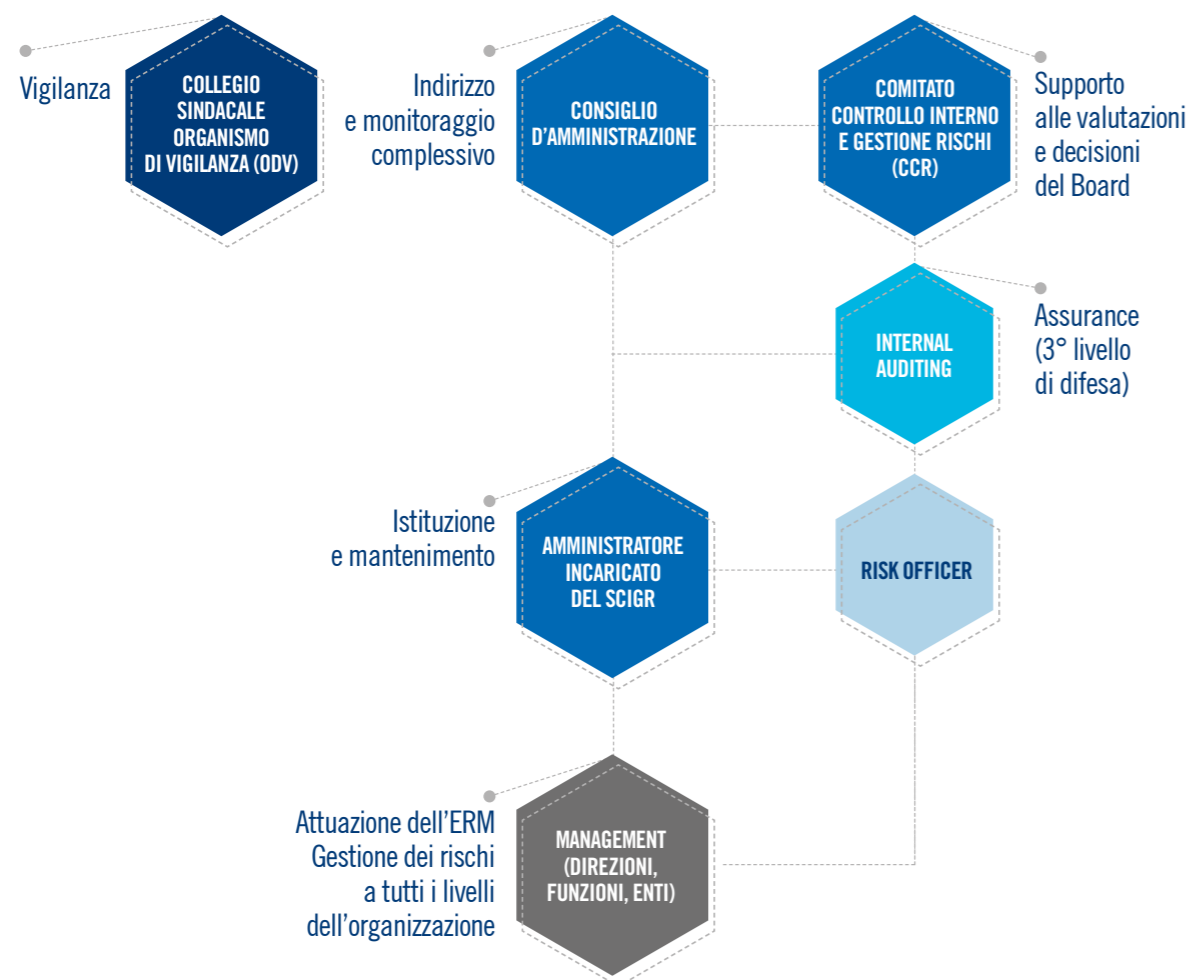 Vigilanza
COLLEGIO
SINDACALE
ORGANISMO
DI VIGILANZA (ODV)
Indirizzo
e monitoraggio
complessivo
CONSIGLIO
D'AMMINISTRAZIONE
COMITATO
CONTROLLO INTERNO
E GESTIONE RISCHI
(CCR)
Supporto
alle valutazioni
e decisioni
del Board
INTERNAL
AUDITING
Assurance
(3° livello
di difesa)
Istituzione
e mantenimento
AMMINISTRATORE
INCARICATO
DEL SCIGR
RISK OFFICER
Attuazione dell'ERM
Gestione dei rischi
a tutti i livelli
dell'organizzazione
MANAGEMENT
(DIREZIONI,
FUNZIONI, ENTI)